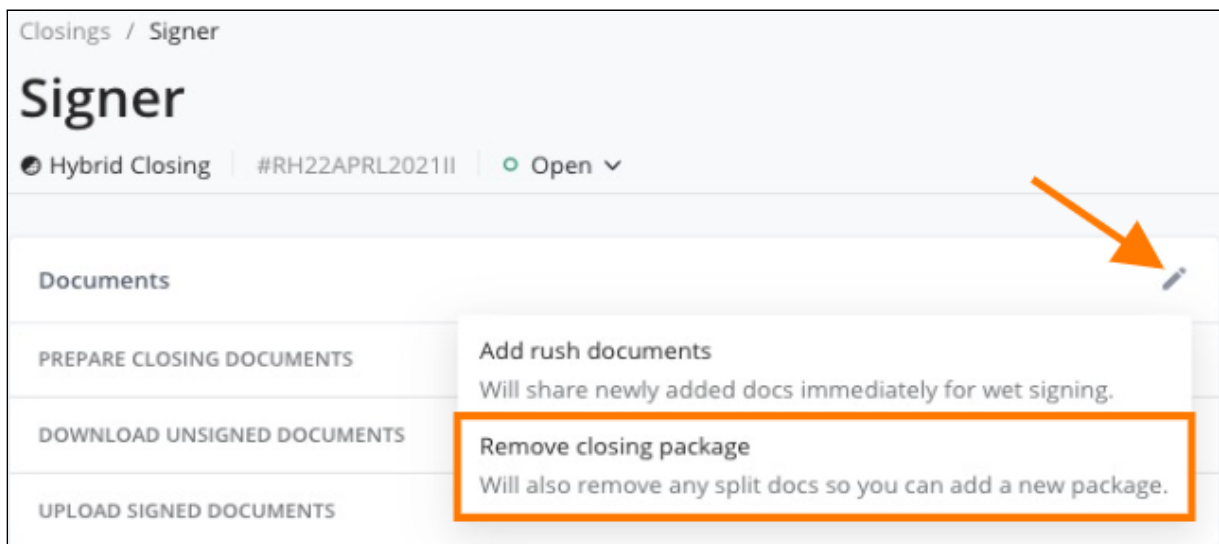 Closings / Signer
Signer
Hybrid Closing #RH22APRL2021II Open
Documents
Add rush documents
PREPARE CLOSING DOCUMENTS
Will share newly added docs immediately for wet signing.
DOWNLOAD UNSIGNED DOCUMENTS
Remove closing package
Will also remove any split docs so you can add a new package.
UPLOAD SIGNED DOCUMENTS